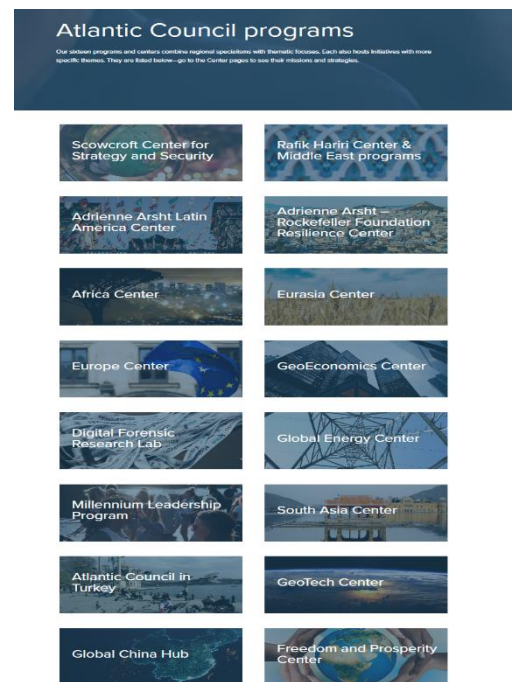 Atlantic Council programs
Our sixteen programs and centers combine regional specialisms with thematic focuses. Each also hosts Initiatives with more
specific themes. They are listed below—go to the Center pages to see their missions and strategies.
Scowcroft Center for
Strategy and Security
Rafik Hariri Center &
Middle East programs
Adrienne Arsht Latin
America Center
Adrienne Arsht –
Rockefeller Foundation
Resilience Center
Africa Center
Eurasia Center
Europe Center
GeoEconomics Center
Digital Forensic
Research Lab
Global Energy Center
Millennium Leadership
Program
South Asia Center
Atlantic Council in
Turkey
GeoTech Center
Global China Hub
Freedom and Prosperity
Center